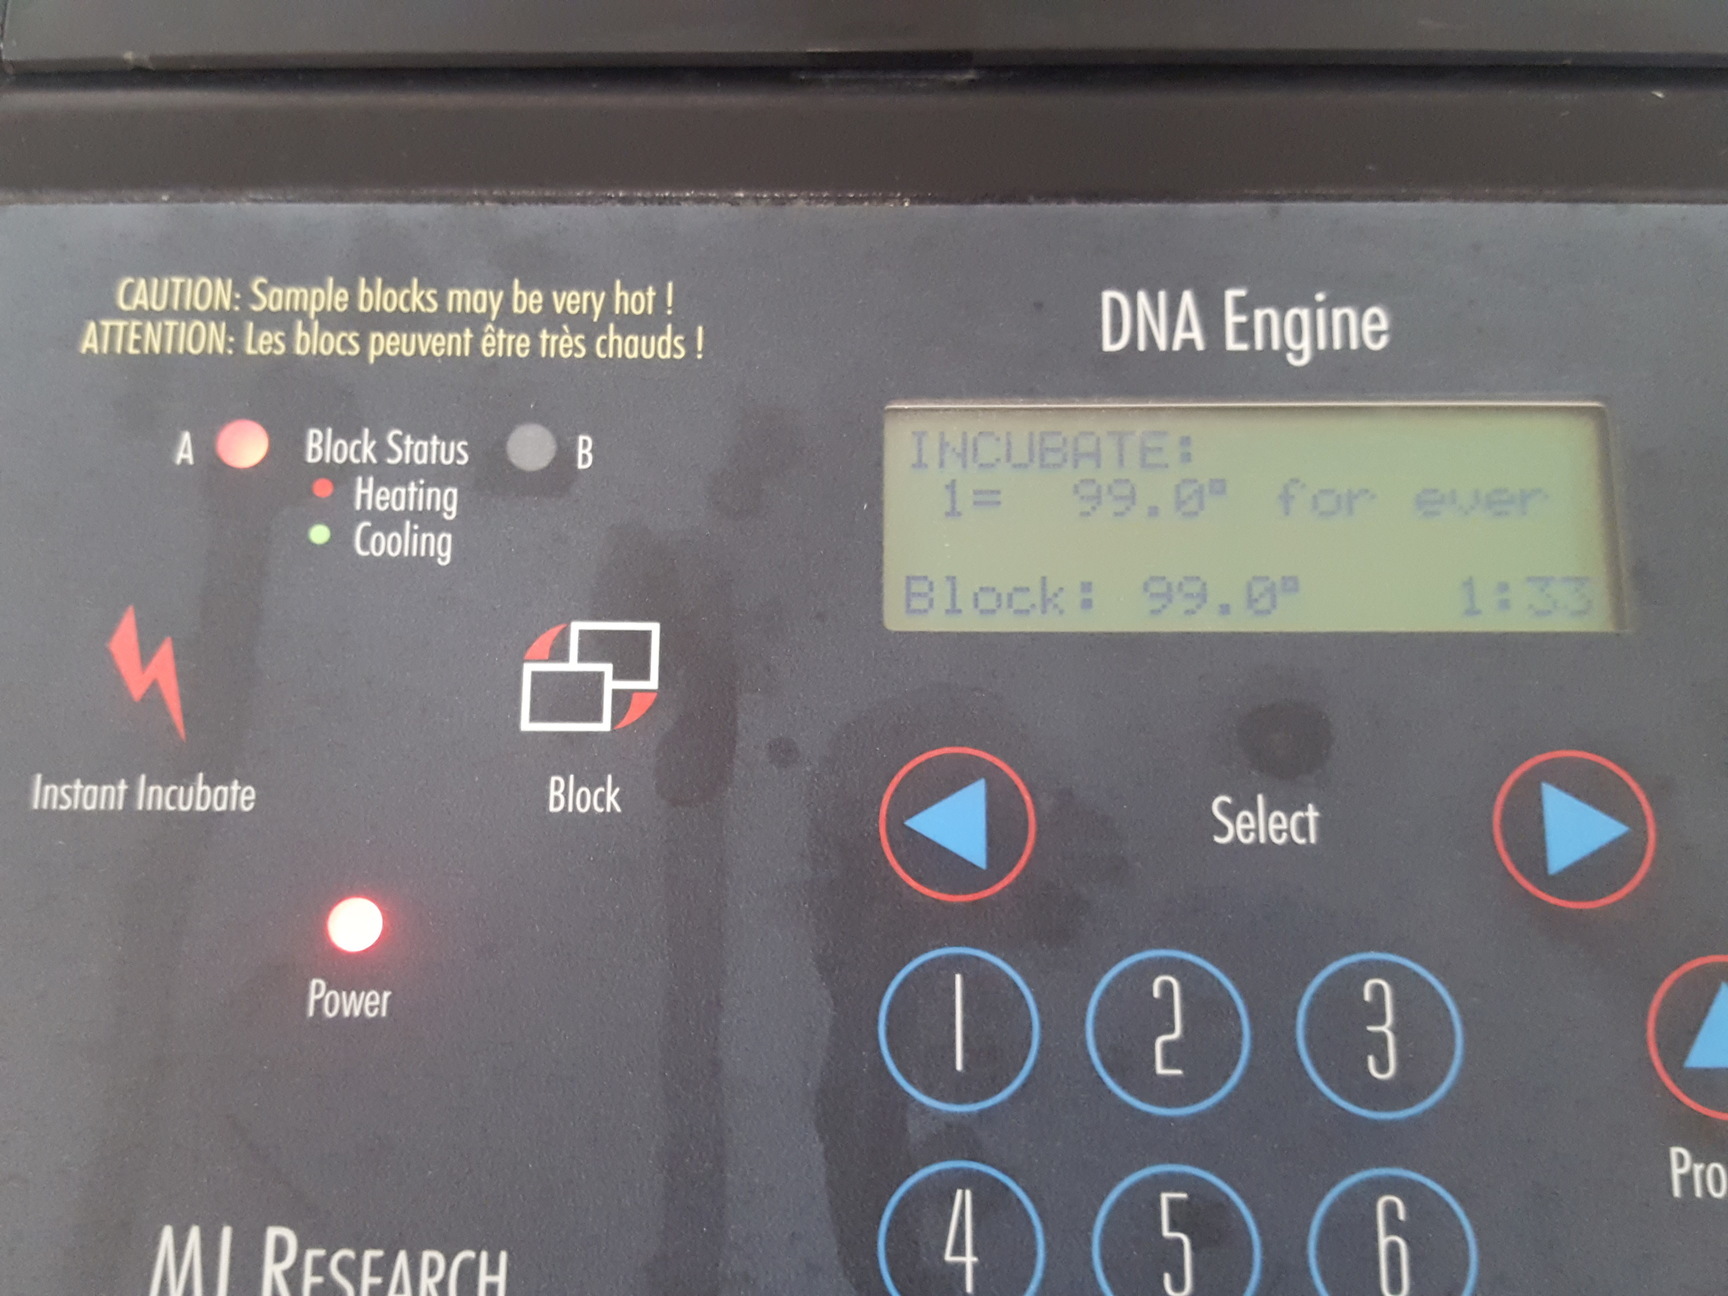 CAUTION: Sample blocks may be very hot !
ATTENTION: Les blocs peuvent être très chauds !
A Block Status B
Heating
Cooling
Instant Incubate
Block
Power
MJ RESEARCH
DNA Engine
INCUBATE:
1= 99.0° for ever
Block: 99.0° 1:33
Select
1 2 3
Pro
4 5 6